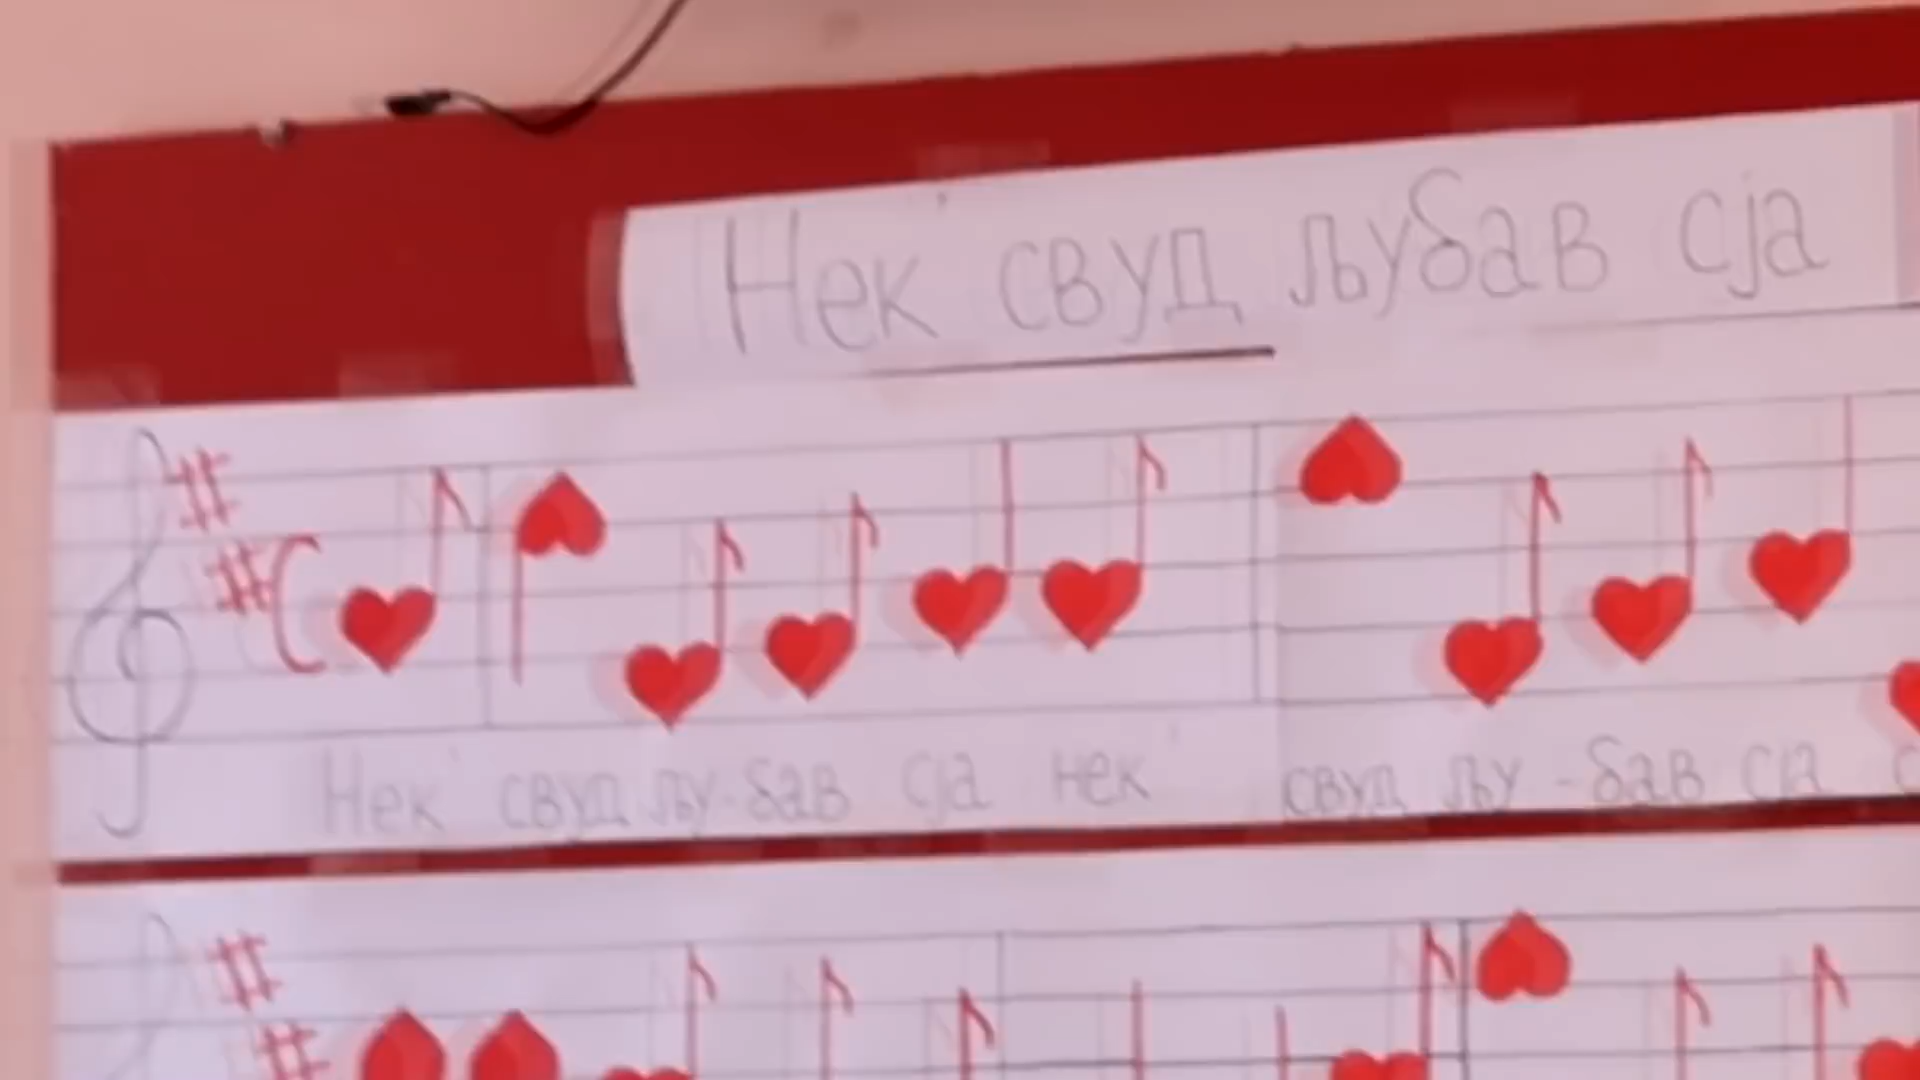 Нек' свуд љубав сја
Нек' свуд љу-бав сја нек' свуд љу-бав сја